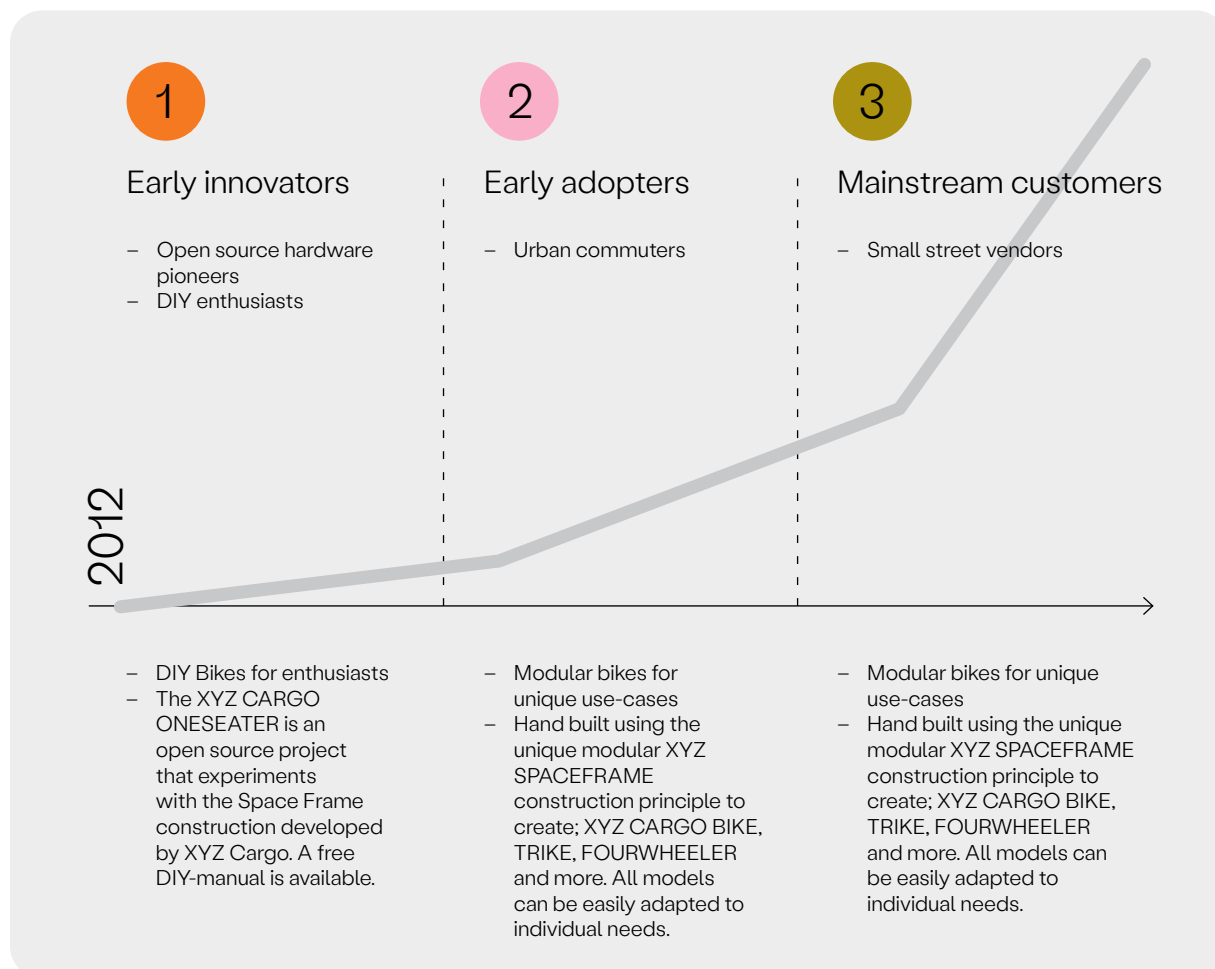 1
Early innovators
– Open source hardware
pioneers
– DIY enthusiasts
2
Early adopters
– Urban commuters
3
Mainstream customers
– Small street vendors
2012
– DIY Bikes for enthusiasts
– The XYZ CARGO
ONESEATER is an
open source project
that experiments
with the Space Frame
construction developed
by XYZ Cargo. A free
DIY-manual is available.
– Modular bikes for
unique use-cases
– Hand built using the
unique modular XYZ
SPACEFRAME
construction principle to
create; XYZ CARGO BIKE,
TRIKE, FOURWHEELER
and more. All models
can be easily adapted to
individual needs.
– Modular bikes for unique
use-cases
– Hand built using the unique
modular XYZ SPACEFRAME
construction principle to
create; XYZ CARGO BIKE,
TRIKE, FOURWHEELER
and more. All models can
be easily adapted to
individual needs.